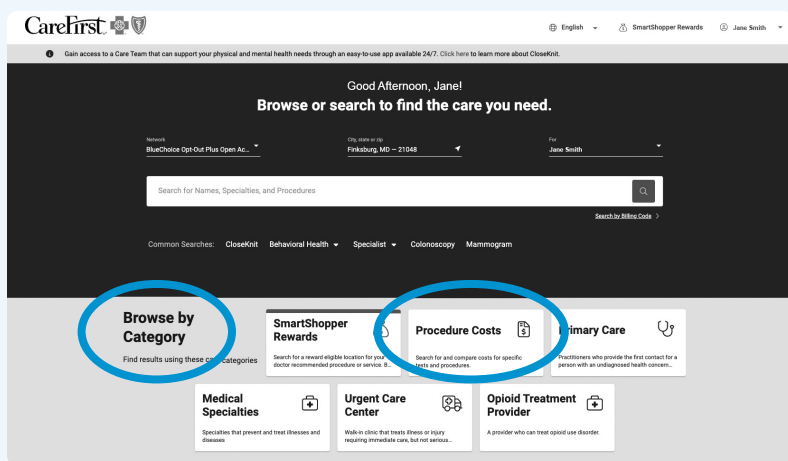 CareFirst
English
SmartShopper Rewards
Jane Smith
Gain access to a Care Team that can support your physical and mental health needs through an easy-to-use app available 24/7. Click here to learn more about CloseKnit.
Good Afternoon, Jane!
Browse or search to find the care you need.
Network
BlueChoice Opt-Out Plus Open Ac...
City, state or zip
Finksburg, MD — 21048
For
Jane Smith
Search for Names, Specialties, and Procedures
Search by Billing Code
Common Searches: CloseKnit Behavioral Health Specialist Colonoscopy Mammogram
Browse by
Category
Find results using these categories
SmartShopper
Rewards
Search for a reward eligible location for your
doctor recommended procedure or service. B...
Procedure Costs
Search for and compare costs for specific
tests and procedures.
Primary Care
Practitioners who provide the first contact for a
person with an undiagnosed health concern...
Medical
Specialties
Specialties that prevent and treat illnesses and
diseases
Urgent Care
Center
Walk-in clinic that treats illness or injury
requiring immediate care, but not serious...
Opioid Treatment
Provider
A provider who can treat opioid use disorder.